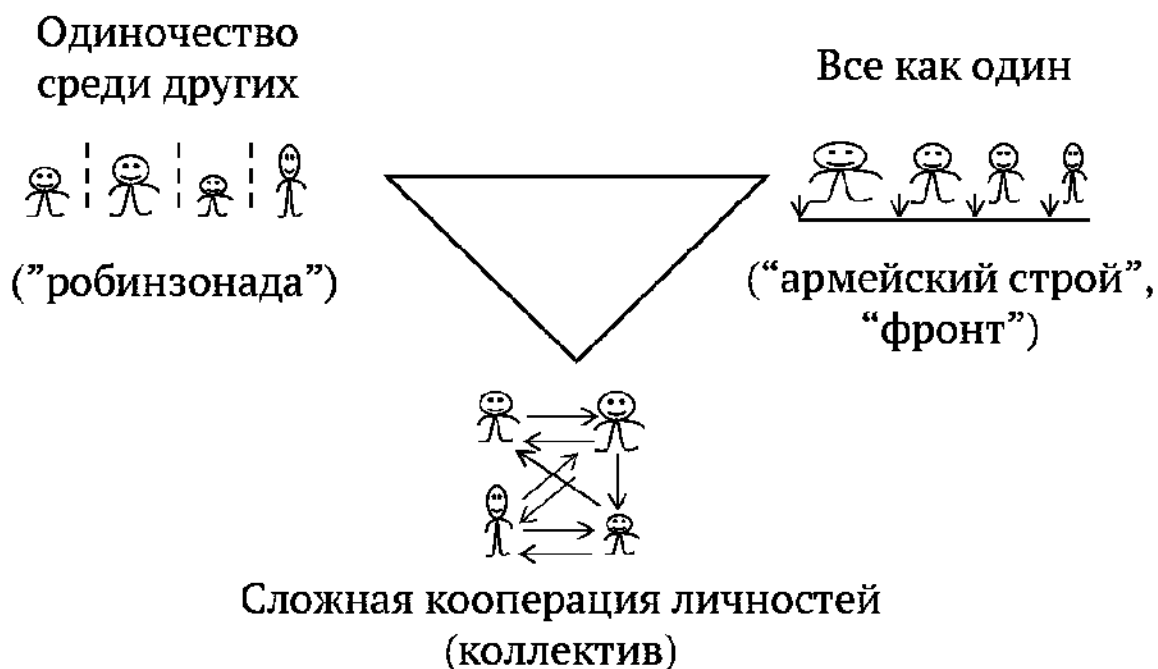 Одиночество
среди других
(”робинзонада”)
Все как один
(“армейский строй”,
“фронт”)
Сложная кооперация личностей
(коллектив)